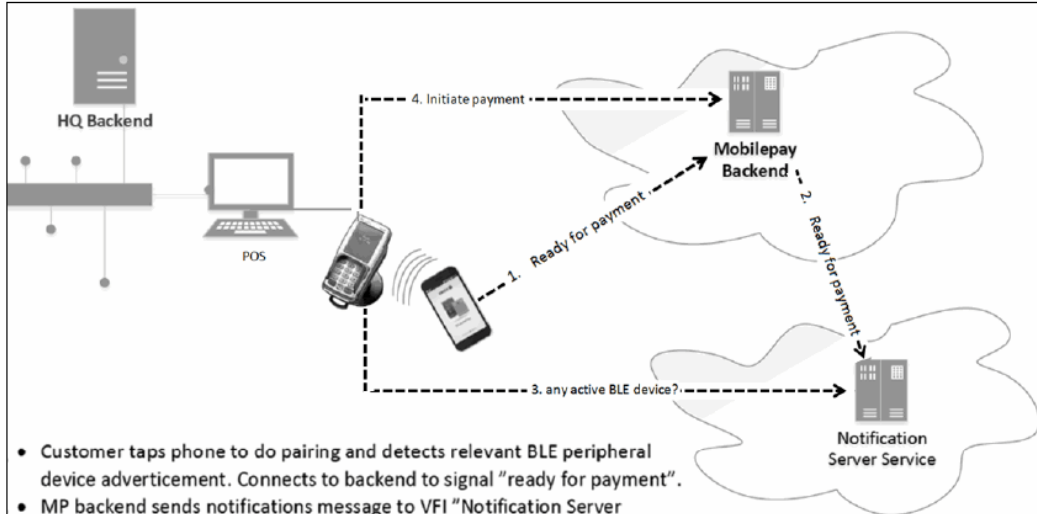 HQ Backend
POS
4. Initiate payment
Mobilepay
Backend
1. Ready for payment
2. Ready for payment
3. any active BLE device?
Notification
Server Service
• Customer taps phone to do pairing and detects relevant BLE peripheral
device adverticement. Connects to backend to signal ”ready for payment”.
• MP backend sends notifications message to VFI ”Notification Server